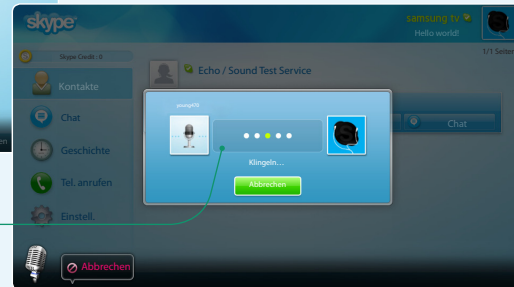 skype
samsung tv
Hello world!
Skype Credit : 0
1/1 Seiten
Kontakte
Echo / Sound Test Service
Chat
Chat
Geschichte
Klingeln…
Tel. anrufen
Abbrechen
Einstell.
Abbrechen